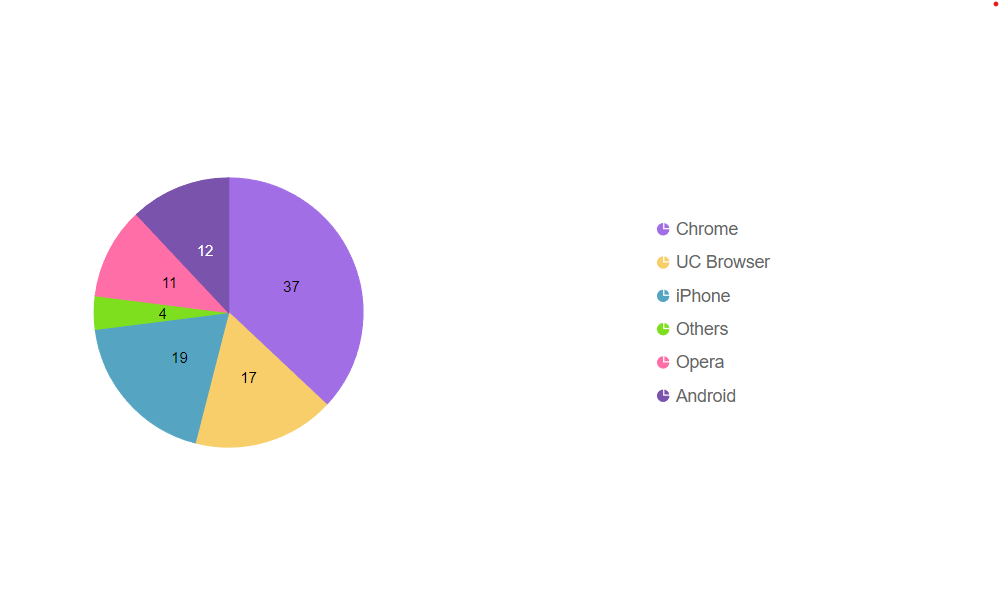 12
11
37
4
19
17
Chrome
UC Browser
iPhone
Others
Opera
Android